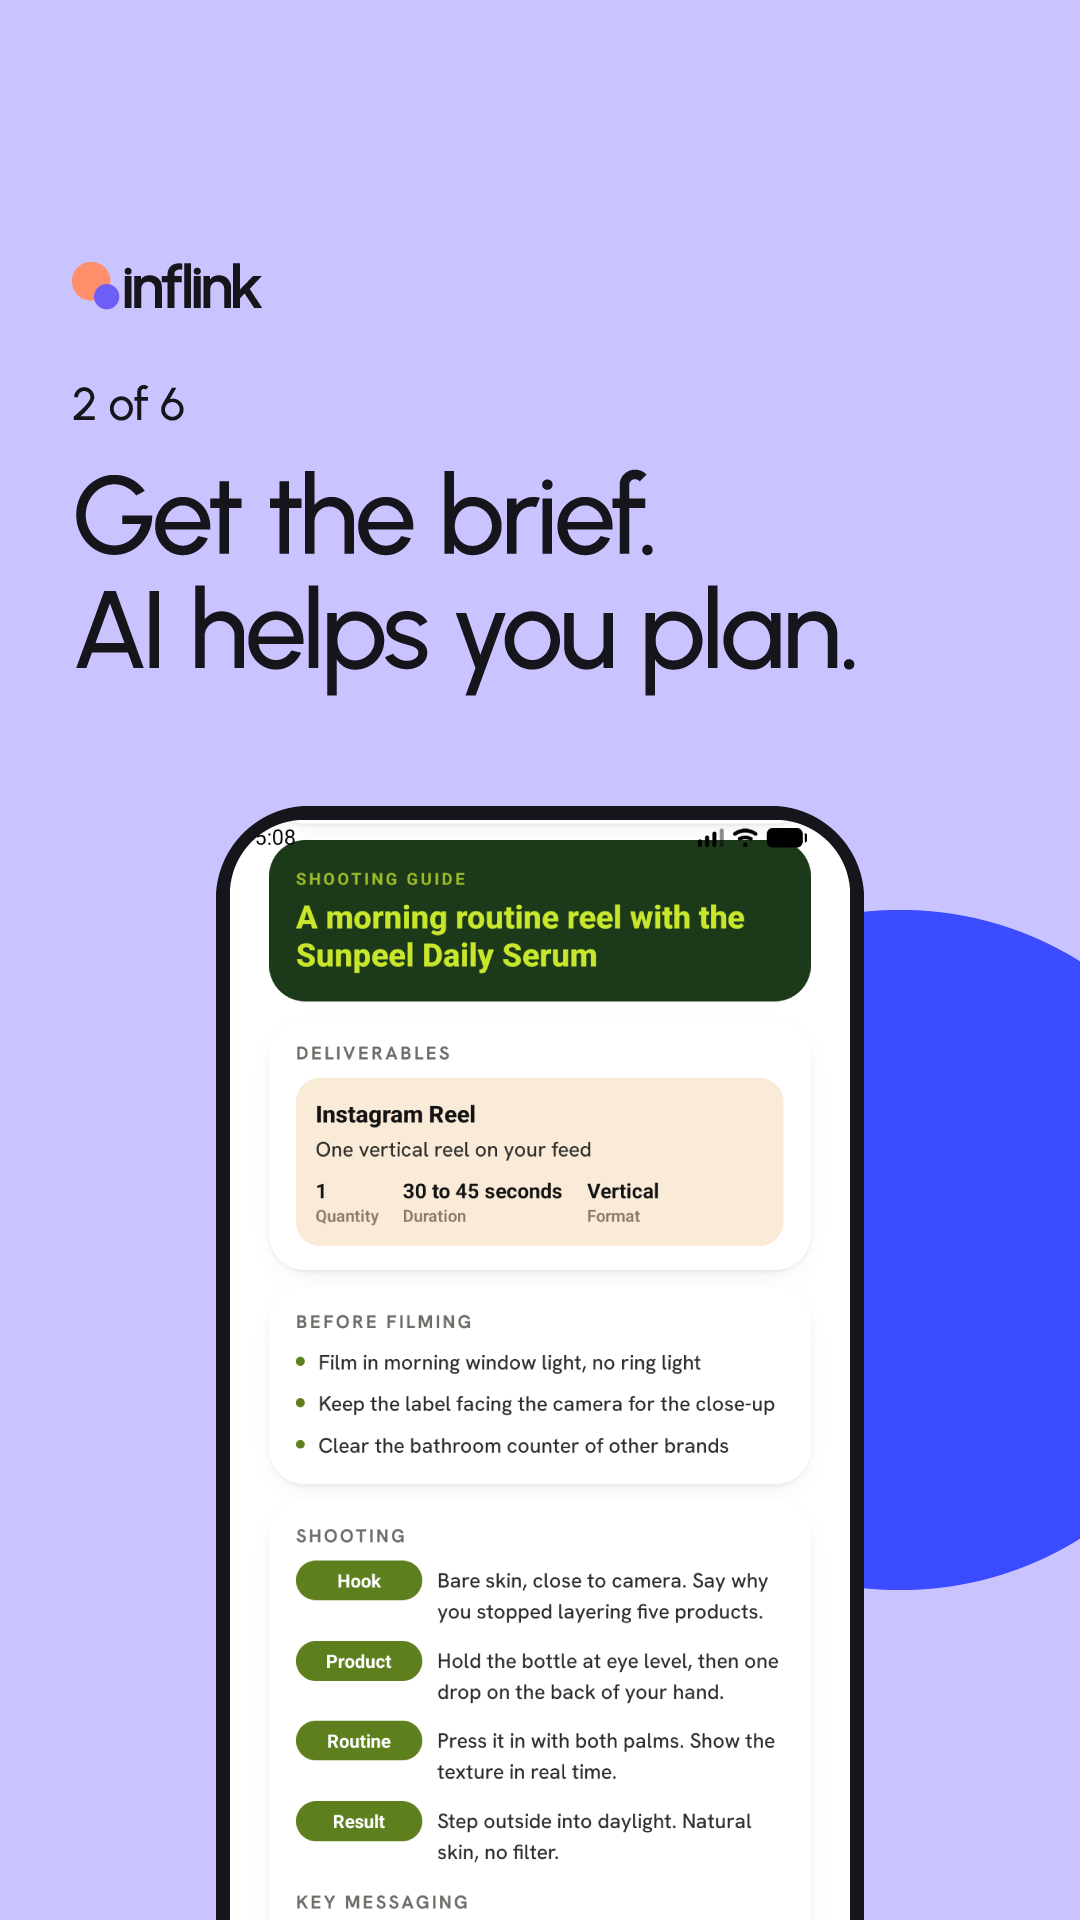 inflink
2 of 6
Get the brief.
AI helps you plan.
5:08
SHOOTING GUIDE
A morning routine reel with the
Sunpeel Daily Serum
DELIVERABLES
Instagram Reel
One vertical reel on your feed
1 30 to 45 seconds Vertical
Quantity Duration Format
BEFORE FILMING
Film in morning window light, no ring light
Keep the label facing the camera for the close-up
Clear the bathroom counter of other brands
SHOOTING
Hook Bare skin, close to camera. Say why
you stopped layering five products.
Product Hold the bottle at eye level, then one
drop on the back of your hand.
Routine Press it in with both palms. Show the
texture in real time.
Result Step outside into daylight. Natural
skin, no filter.
KEY MESSAGING